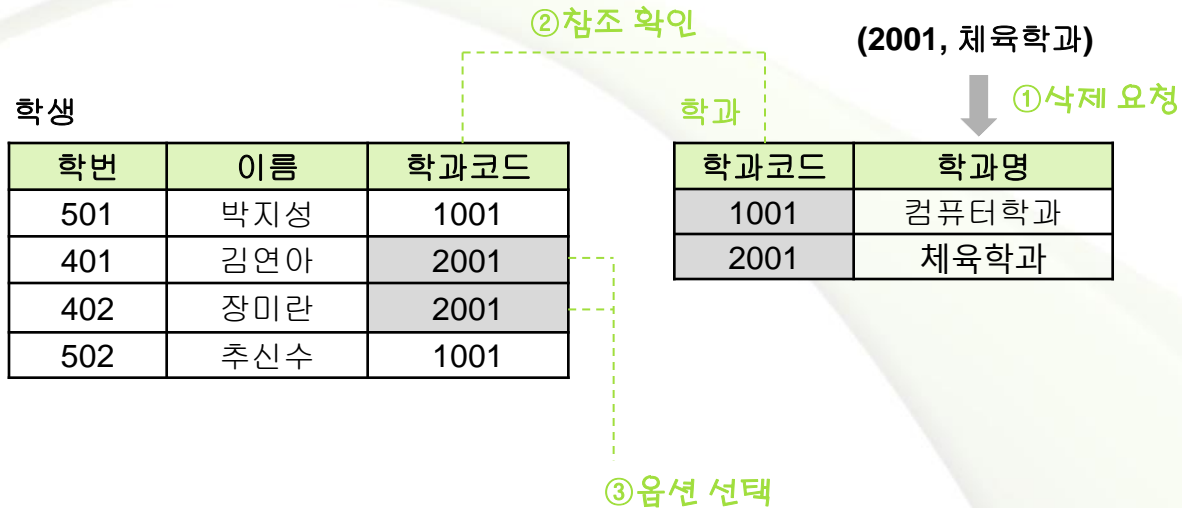 ②참조 확인
(2001, 체육학과)
①삭제 요청
학생
학과
학번 이름 학과코드
501 박지성 1001
401 김연아 2001
402 장미란 2001
502 추신수 1001
학과코드 학과명
1001 컴퓨터학과
2001 체육학과
③옵션 선택